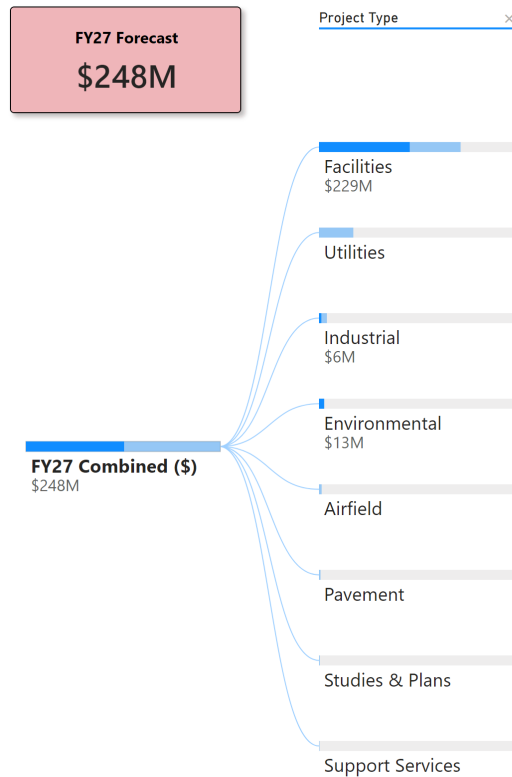 FY27 Forecast
$248M
Project Type
Facilities
$229M
Utilities
Industrial
$6M
Environmental
$13M
FY27 Combined ($)
$248M
Airfield
Pavement
Studies & Plans
Support Services